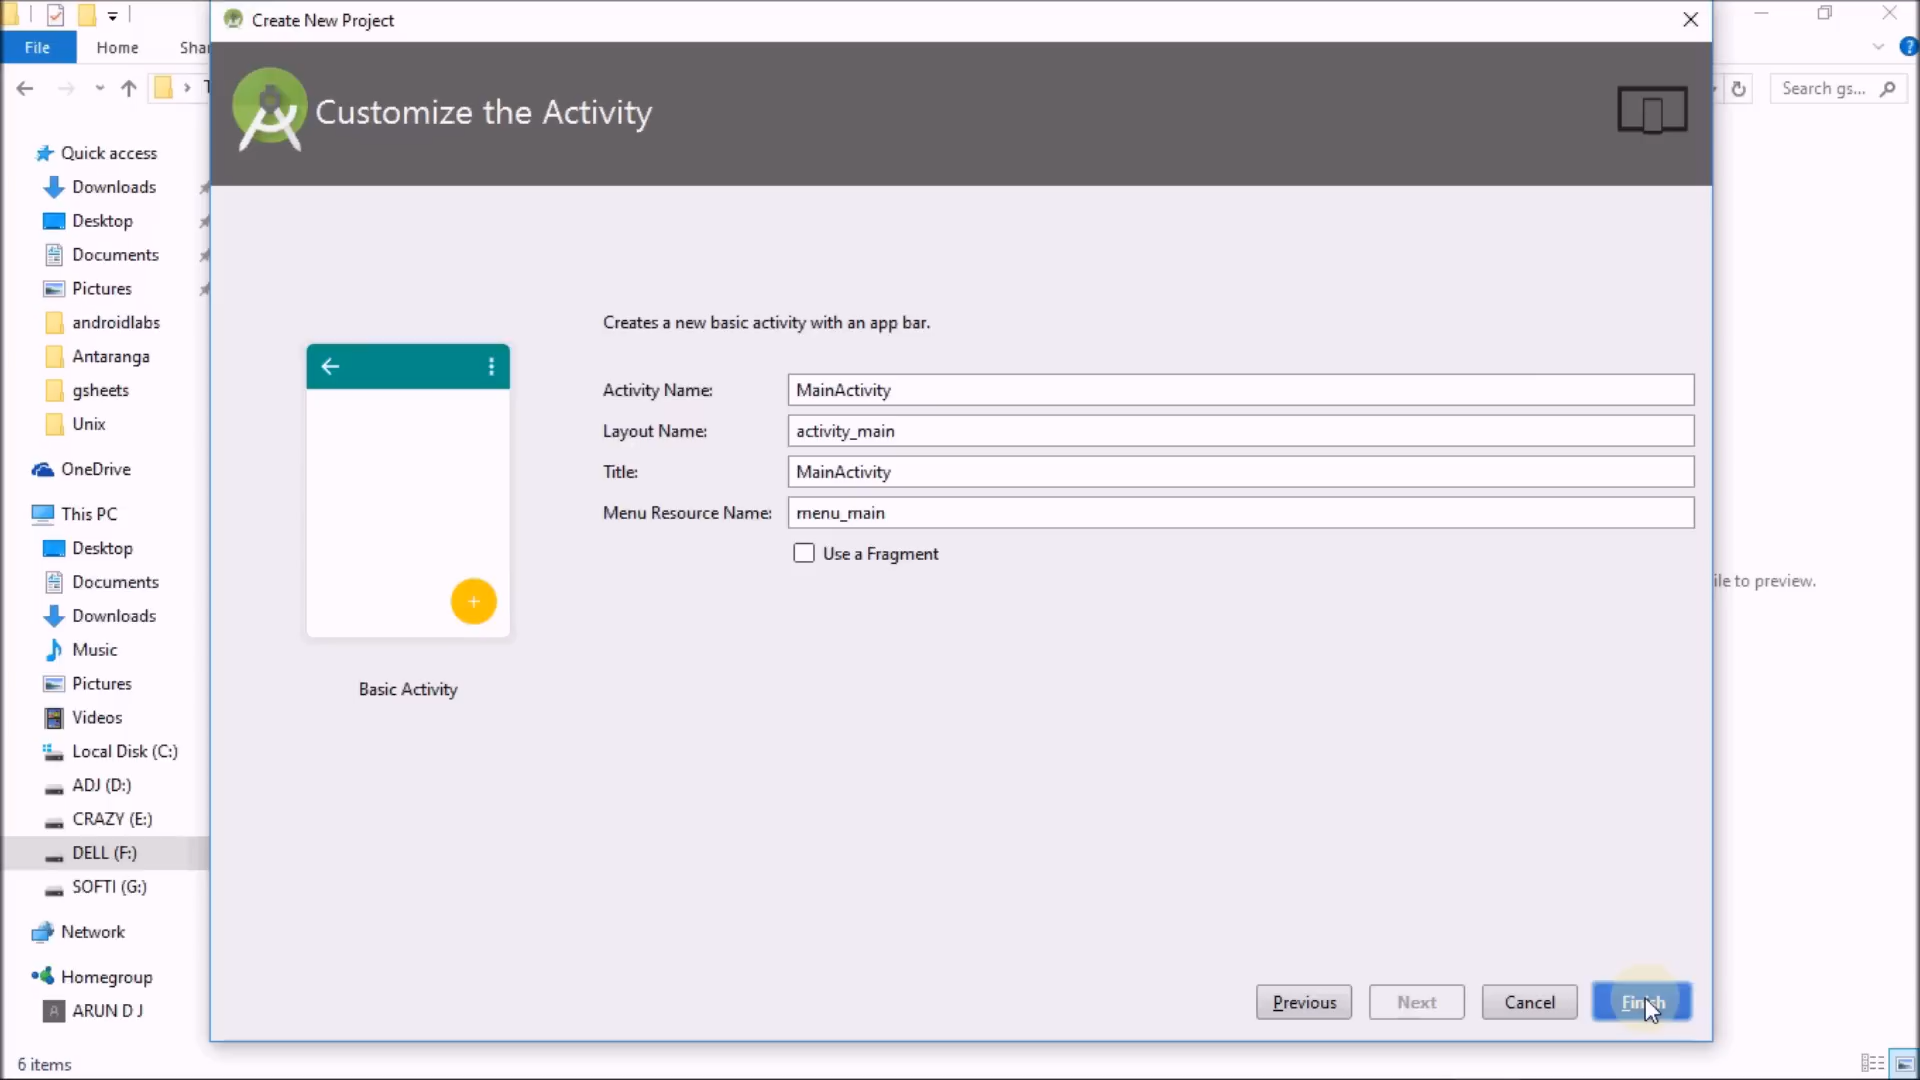 Create New Project
File
Home
Shar
Search gs...
Customize the Activity
Quick access
Downloads
Desktop
Documents
Pictures
androidlabs
Antaranga
gsheets
Unix
OneDrive
This PC
Desktop
Documents
Downloads
Music
Pictures
Videos
Local Disk (C:)
ADJ (D:)
CRAZY (E:)
DELL (F:)
SOFTI (G:)
Network
Homegroup
ARUN D J
6 items
Creates a new basic activity with an app bar.
Activity Name: MainActivity
Layout Name: activity_main
Title: MainActivity
Menu Resource Name: menu_main
Use a Fragment
Basic Activity
ile to preview.
Previous
Next
Cancel
Finish